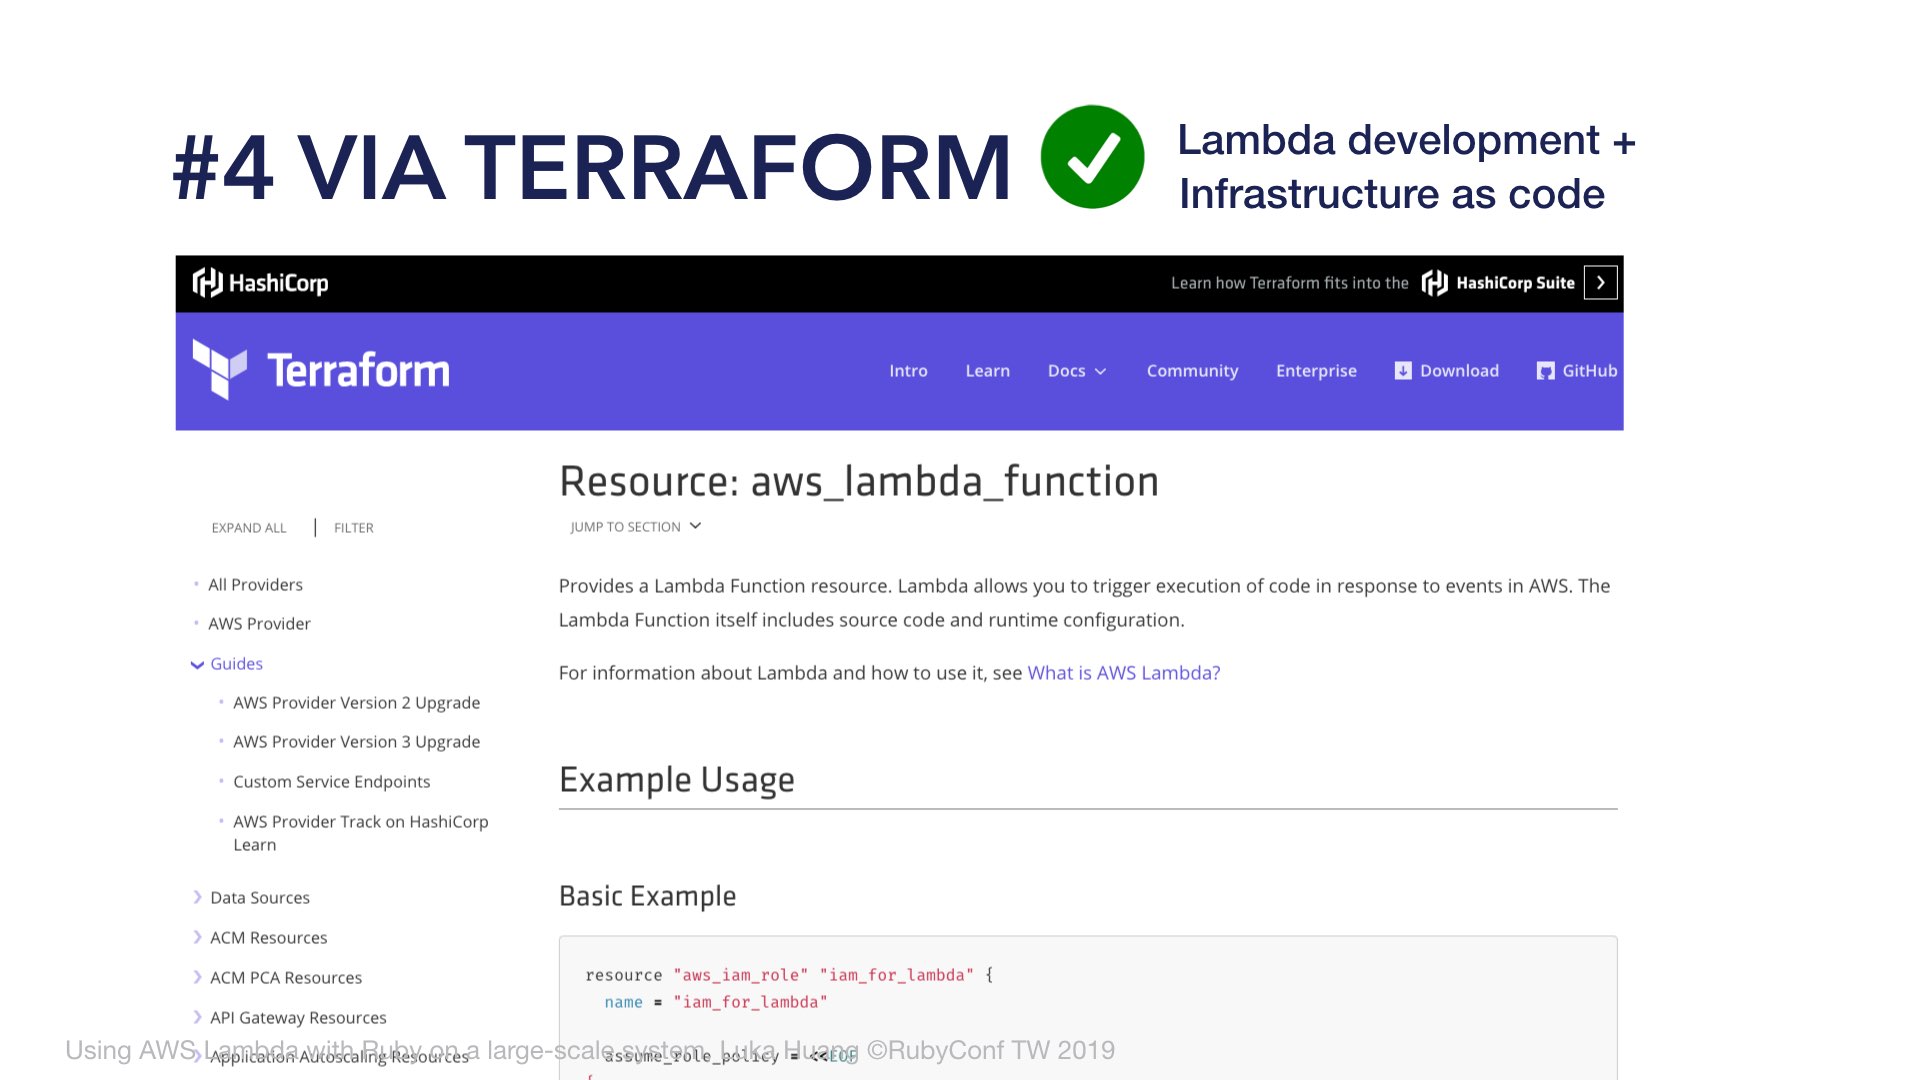 #4 VIA TERRAFORM
Lambda development +
Infrastructure as code
HashiCorp
Learn how Terraform fits into the HashiCorp Suite
Terraform
Intro Learn Docs Community Enterprise Download GitHub
Resource: aws_lambda_function
EXPAND ALL | FILTER
JUMP TO SECTION
All Providers
AWS Provider
Guides
AWS Provider Version 2 Upgrade
AWS Provider Version 3 Upgrade
Custom Service Endpoints
AWS Provider Track on HashiCorp
Learn
Data Sources
ACM Resources
ACM PCA Resources
API Gateway Resources
Application Autoscaling Resources
Provides a Lambda Function resource. Lambda allows you to trigger execution of code in response to events in AWS. The
Lambda Function itself includes source code and runtime configuration.
For information about Lambda and how to use it, see What is AWS Lambda?
Example Usage
Basic Example
resource "aws_iam_role" "iam_for_lambda" {
name = "iam_for_lambda"
assume_role_policy = <<EOF
{
Using AWS Lambda with Ruby on a large-scale system, Luka Huang ©RubyConf TW 2019